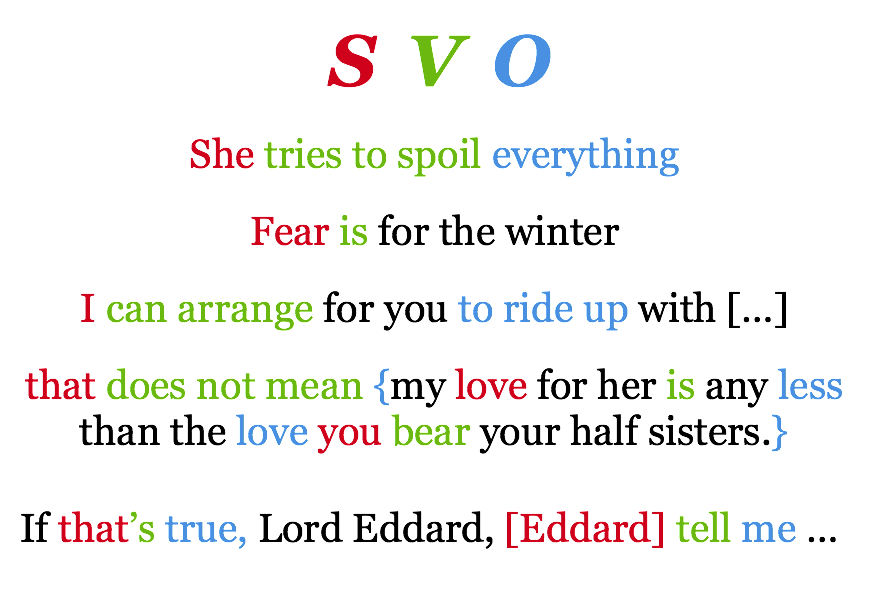 S V O
She tries to spoil everything
Fear is for the winter
I can arrange for you to ride up with [...]
that does not mean {my love for her is any less
than the love you bear your half sisters.}
If that’s true, Lord Eddard, [Eddard] tell me ...